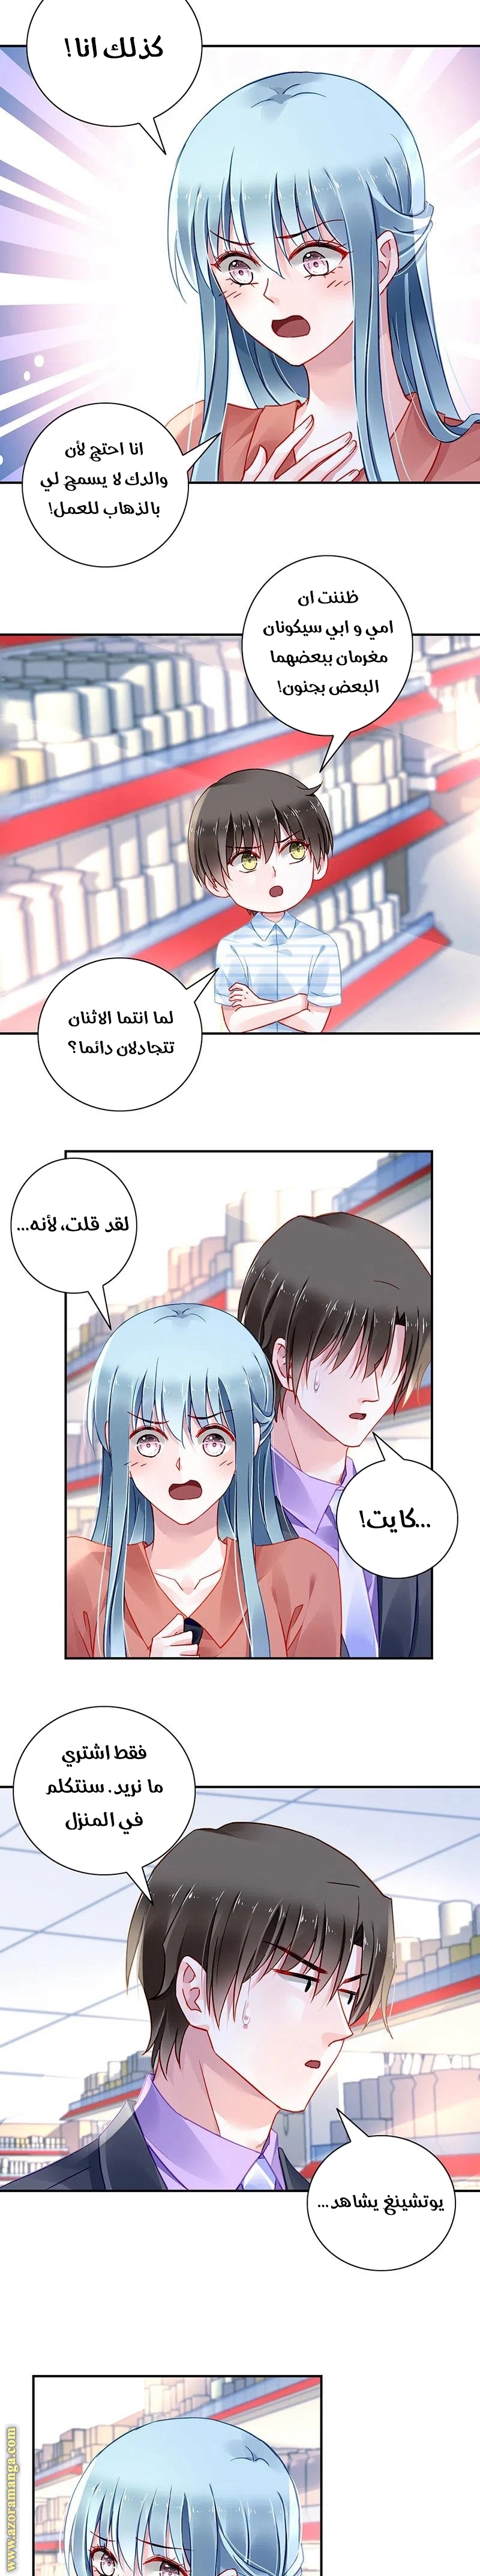 كذلك انا!
انا احتج لأن
والدك لا يسمح لي
بالذهاب للعمل!
ظننت ان
امي و ابي سيكونان
مغرمان ببعضهما
البعض بجنون!
لما انتما الاثنان
تتجادلان دائما؟
لقد قلت، لأنه...
...كايت!
فقط اشتري
ما نريد. سنتكلم
في المنزل
يوتشينغ يشاهد...
www.azoramanga.com